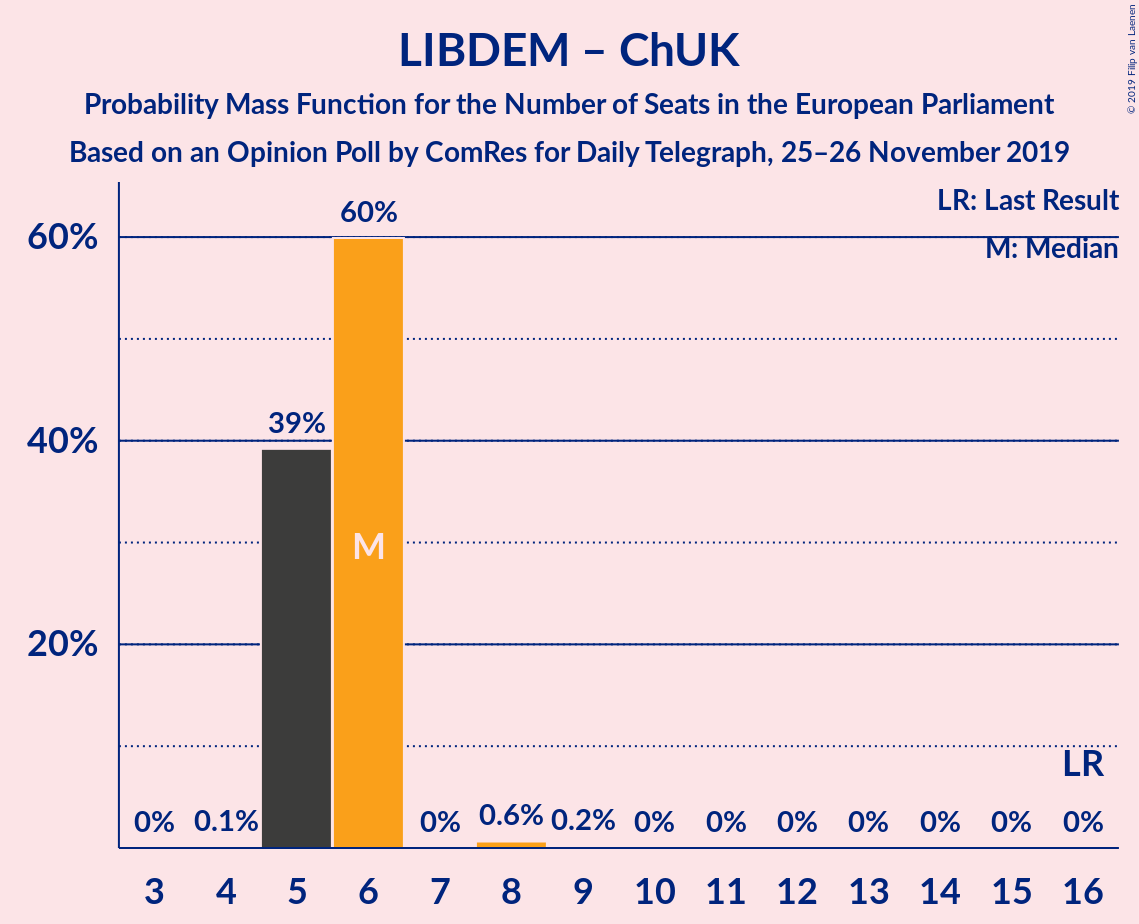 LIBDEM – ChUK
Probability Mass Function for the Number of Seats in the European Parliament
Based on an Opinion Poll by ComRes for Daily Telegraph, 25–26 November 2019
© 2019 Filip van Laenen
LR: Last Result
M: Median
60%
40%
20%
0% 0.1% 39% 60% 0% 0.6% 0.2% 0% 0% 0% 0% 0% 0% 0%
M
LR
3 4 5 6 7 8 9 10 11 12 13 14 15 16